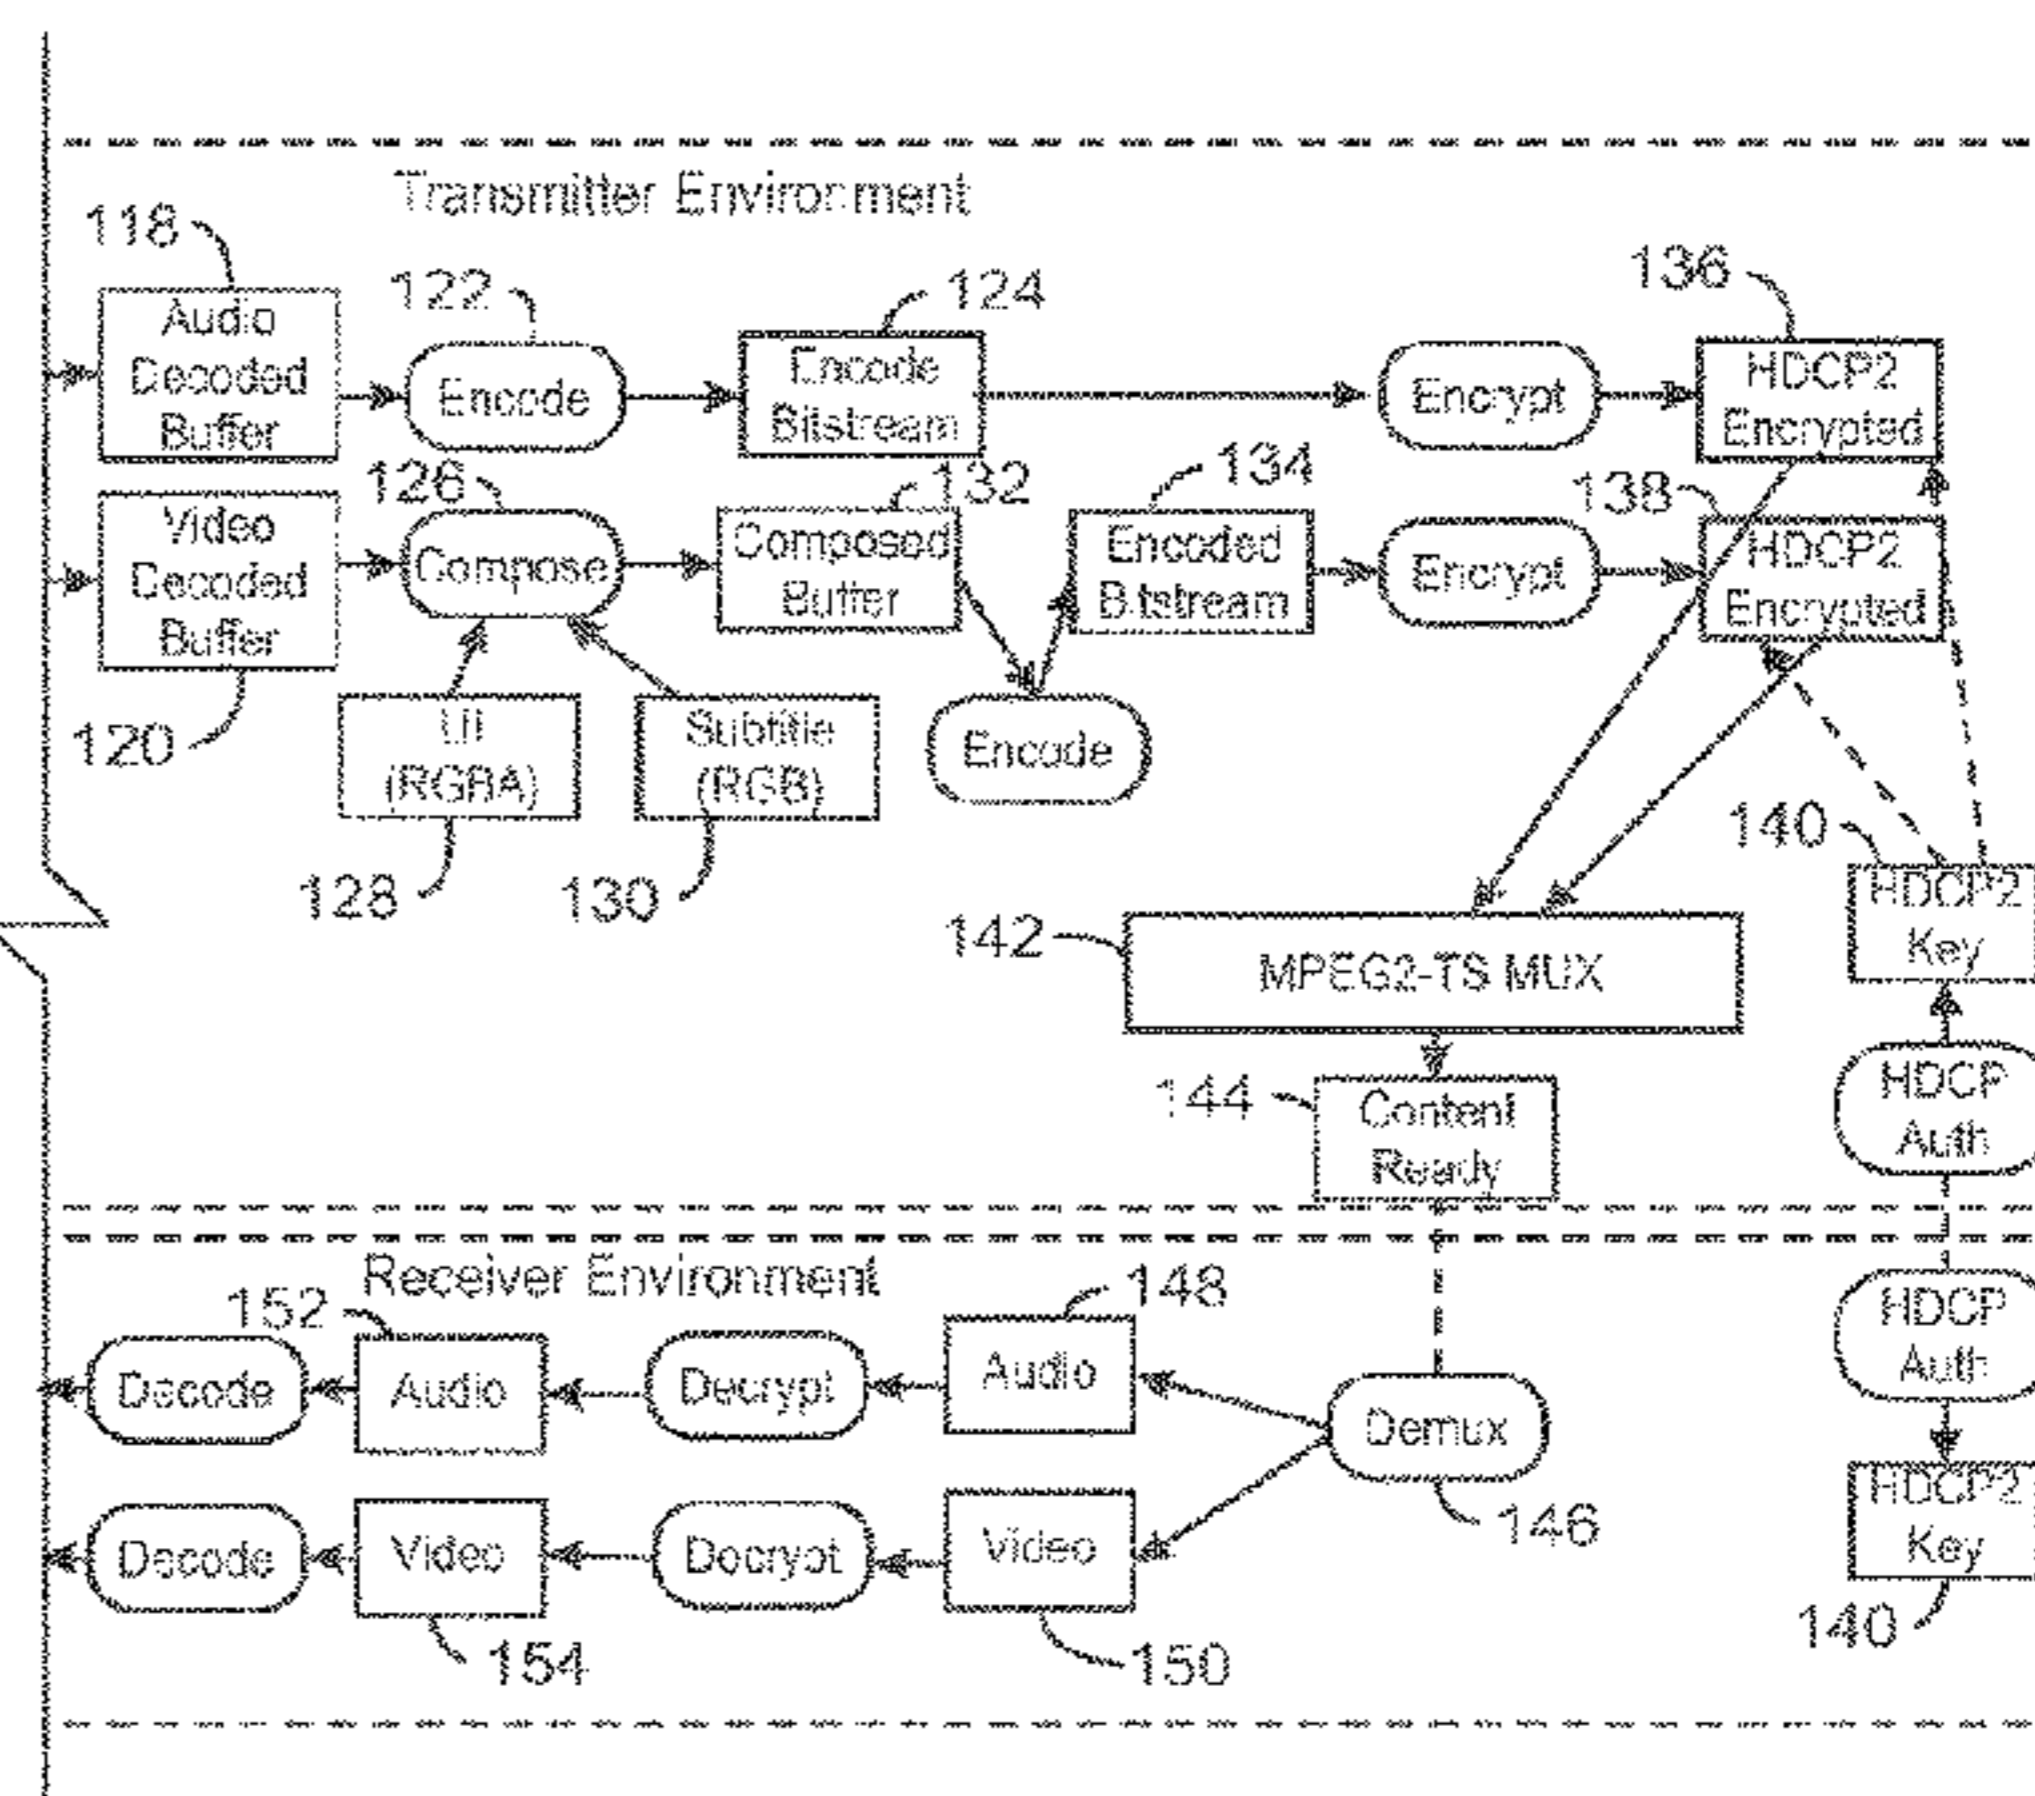 Transmitter Environment
118
Audio
Decoded
Buffer
122
Encode
124
Encode
Bitstream
Encrypt
136
HDCP2
Encrypted
120
Video
Decoded
Buffer
126
Compose
132
Composed
Buffer
134
Encoded
Bitstream
Encrypt
138
HDCP2
Encrypted
UI
(RGBA)
128
Subtitle
(RGB)
130
Encode
140
HDCP2
Key
142
MPEG2-TS MUX
144
Content
Ready
HDCP
Auth
Receiver Environment
152
Decode
Audio
Decrypt
148
Audio
Demux
146
HDCP
Auth
Decode
Video
154
Decrypt
Video
150
HDCP2
Key
140